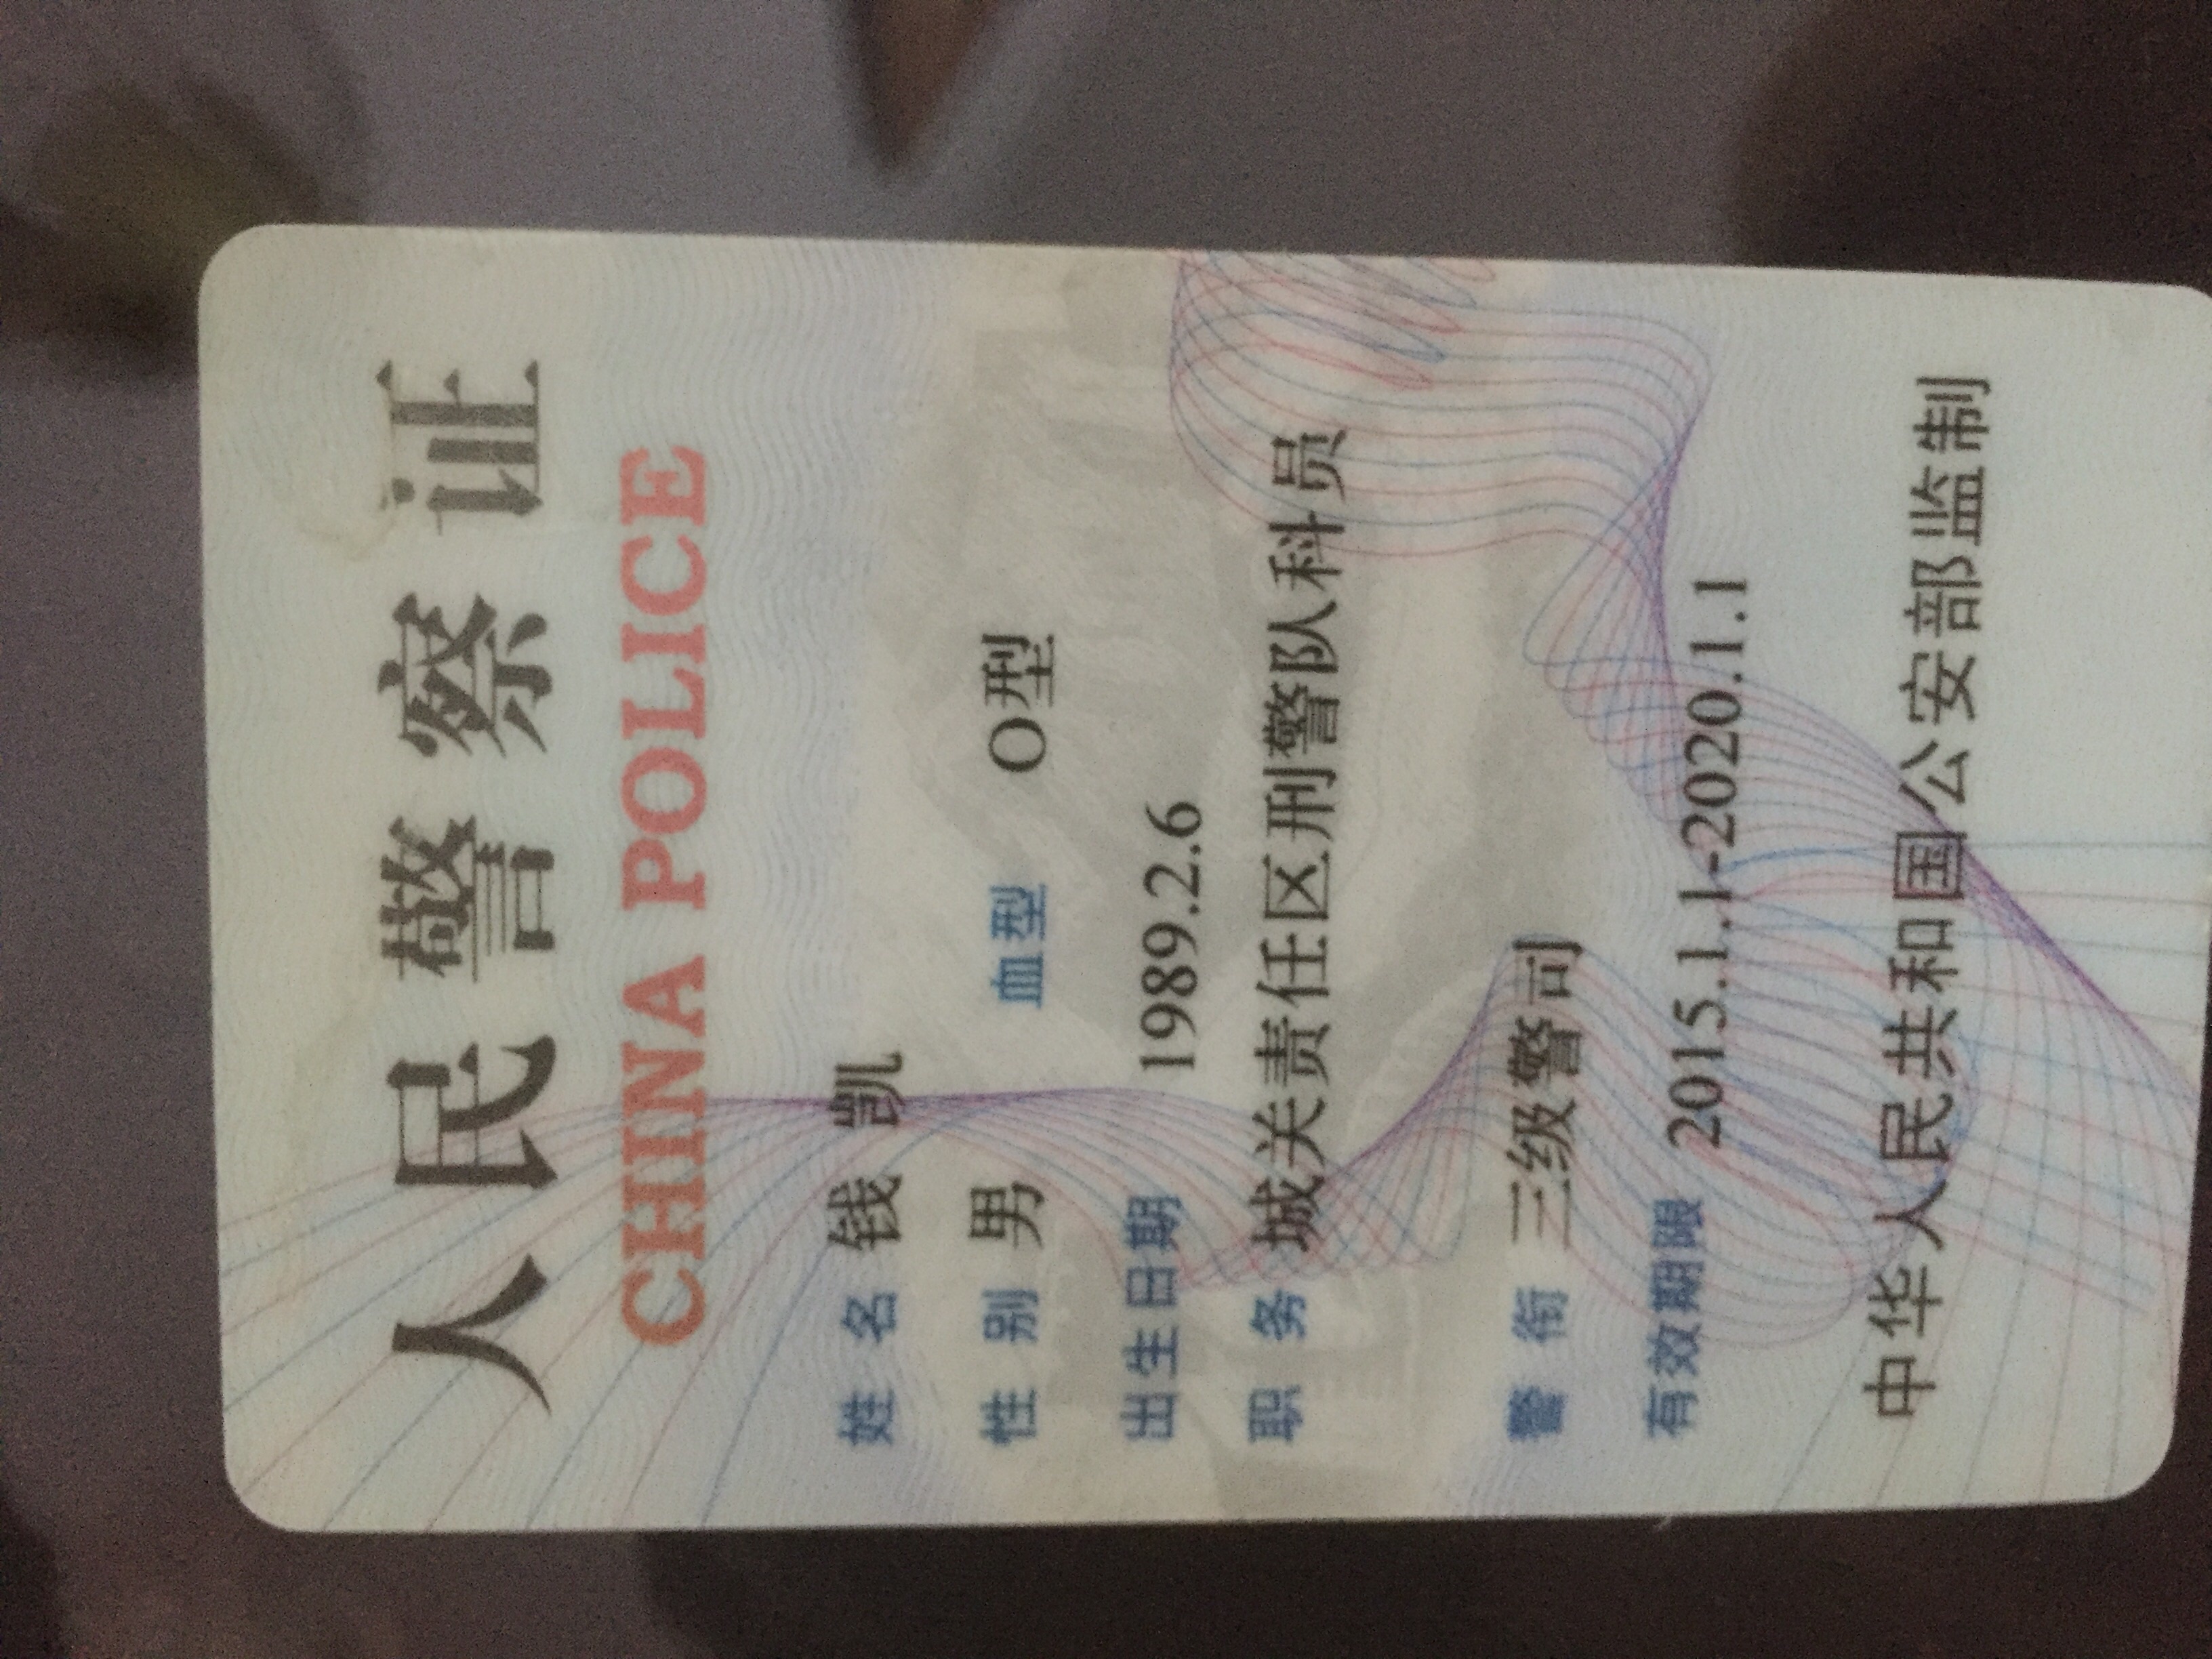 人民警察证
CHINA POLICE
姓名 钱凯
性别 男 血型 O型
出生日期 1989.2.6
职务 城关责任区刑警队科员
警衔 三级警司
有效期限 2015.1.1-2020.1.1
中华人民共和国公安部监制